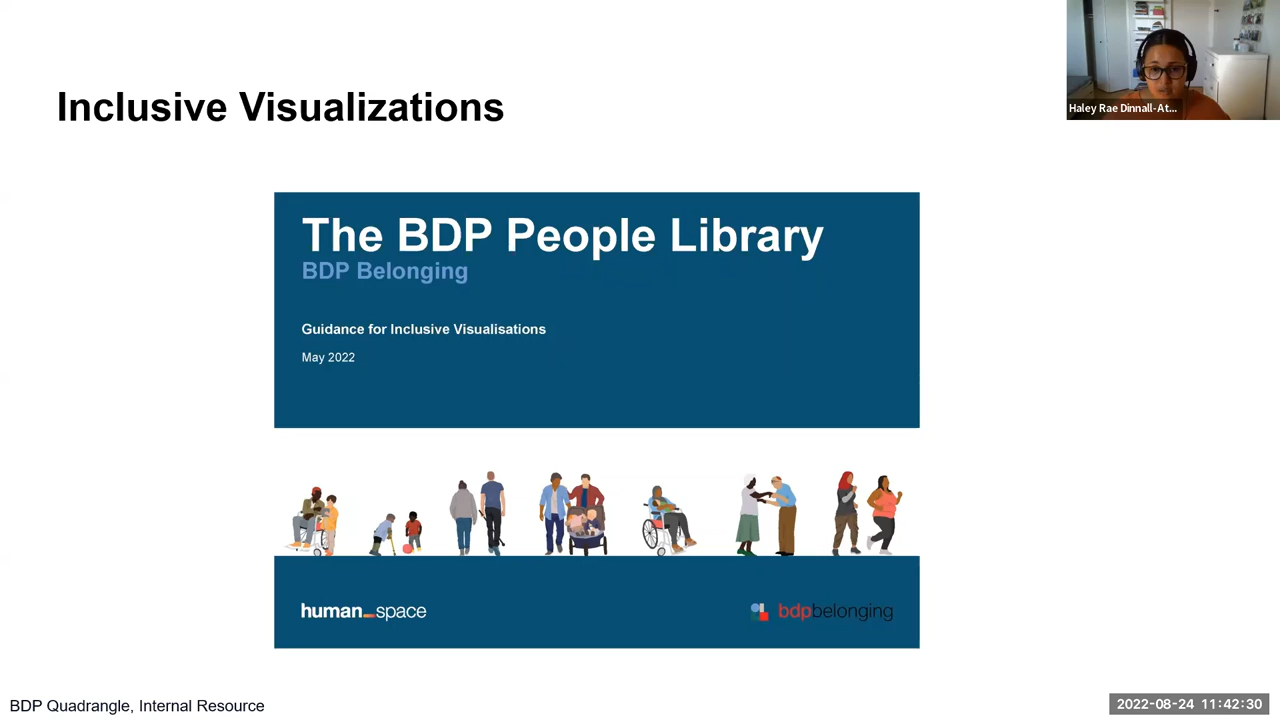 Inclusive Visualizations
Haley Rae Dinnall-At...
The BDP People Library
BDP Belonging
Guidance for Inclusive Visualisations
May 2022
human_space
bdpbelonging
BDP Quadrangle, Internal Resource
2022-08-24 11:42:30